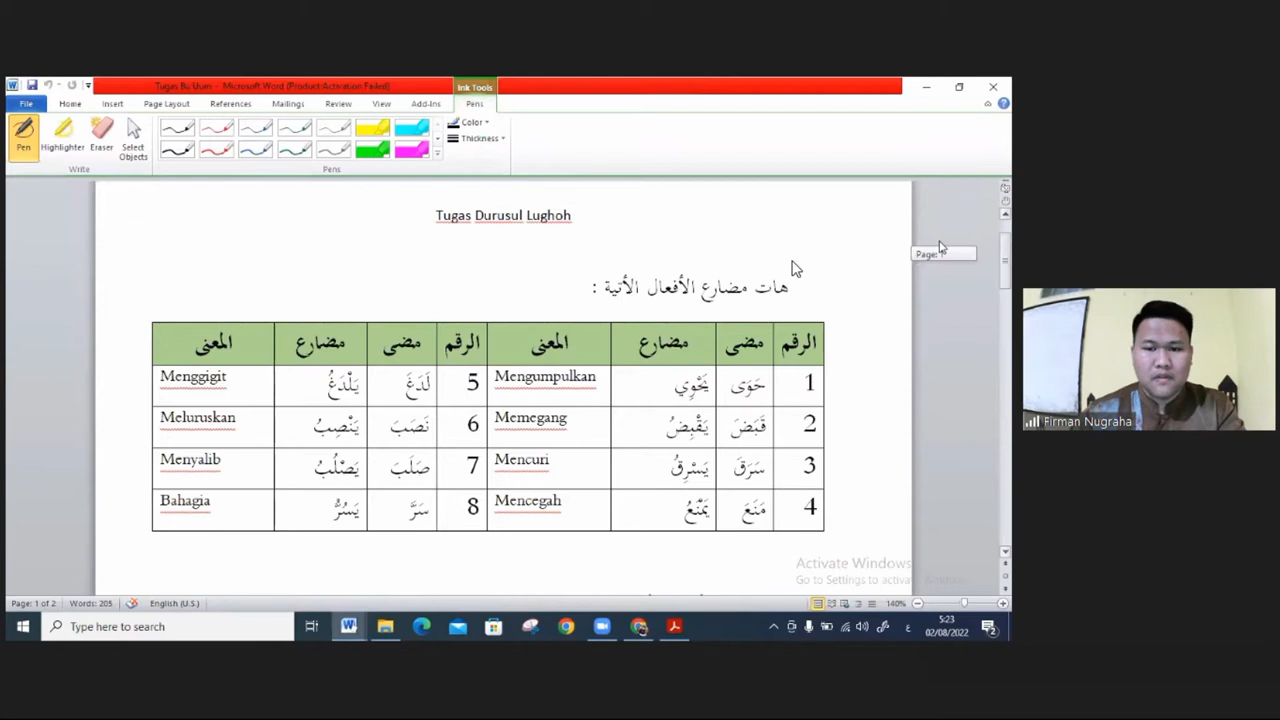 Tugas Bu Uum - Microsoft Word (Product Activation Failed)
Ink Tools
File Home Insert Page Layout References Mailings Review View Add-Ins Pens
Pen Highlighter Eraser Select Objects
Color
Thickness
Write Pens
Tugas Durusul Lughoh
Page: 1
هات مضارع الأفعال الأتية :
الرقم مضى مضارع المعنى الرقم مضى مضارع المعنى
1 حَوَى يَحْوِي Mengumpulkan 5 لَدَغَ يَلْدَغُ Menggigit
2 قَبَضَ يَقْبِضُ Memegang 6 نَصَبَ يَنْصِبُ Meluruskan
3 سَرَقَ يَسْرِقُ Mencuri 7 صَلَبَ يَصْلُبُ Menyalib
4 مَنَعَ يَمْنَعُ Mencegah 8 سَرَّ يَسُرُّ Bahagia
Activate Windows
Go to Settings to activate Windows.
Page: 1 of 2 Words: 205 English (U.S.) 140%
Type here to search
ع 5:23
02/08/2022
2
Firman Nugraha